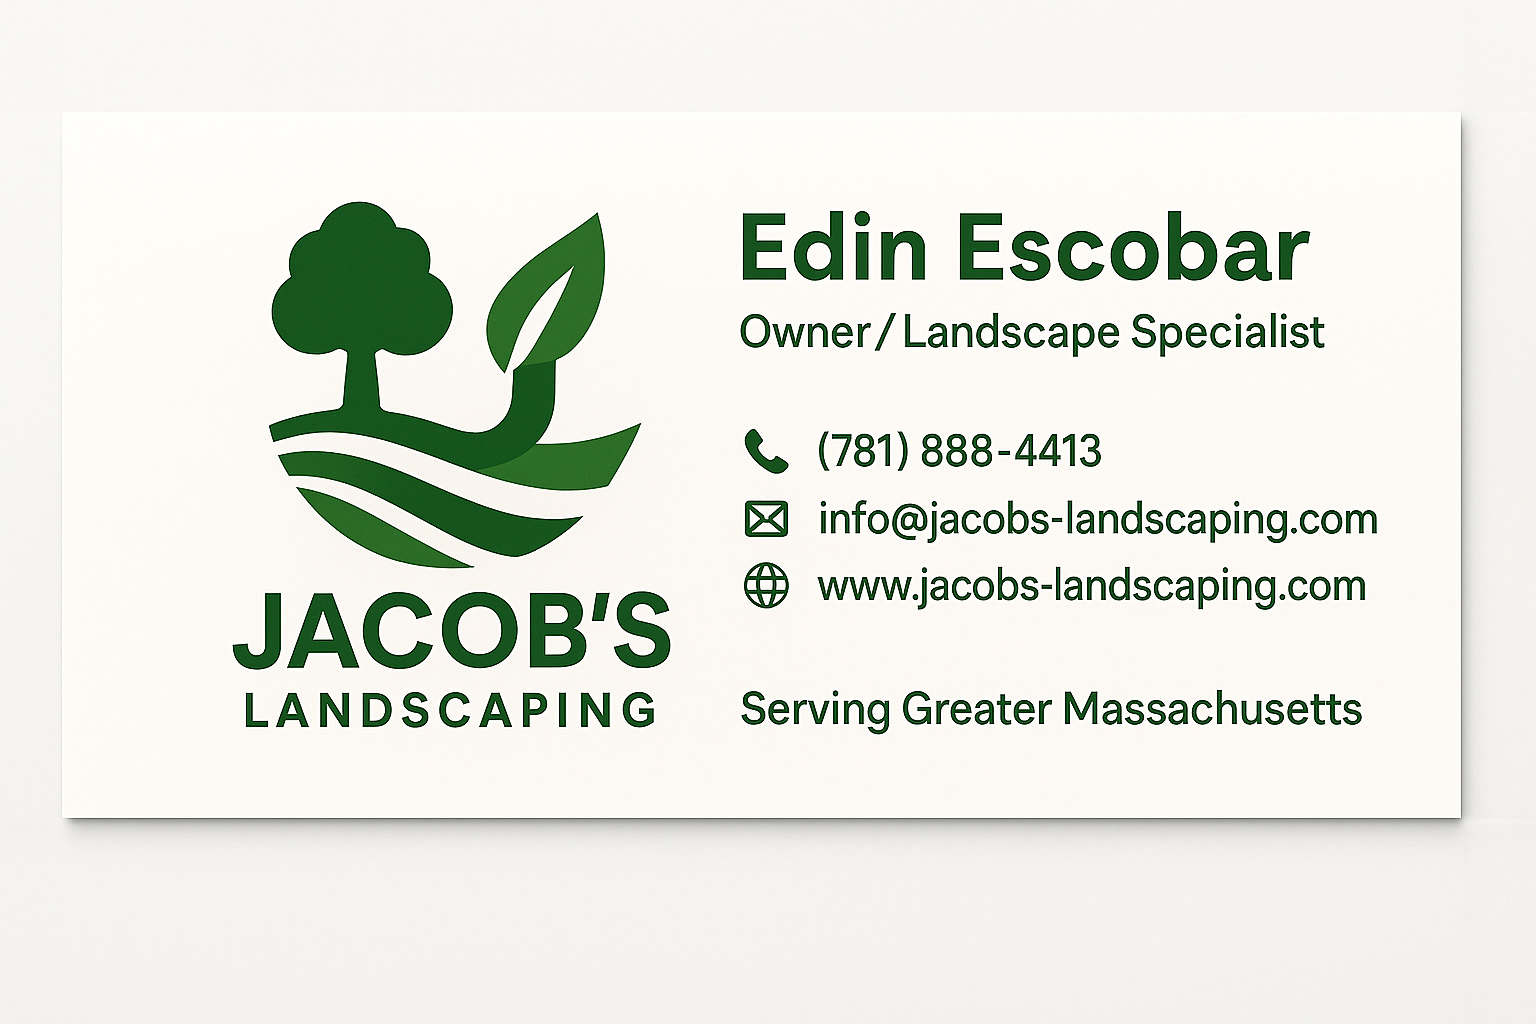 JACOB'S
LANDSCAPING
Edin Escobar
Owner / Landscape Specialist
(781) 888-4413
info@jacobs-landscaping.com
www.jacobs-landscaping.com
Serving Greater Massachusetts